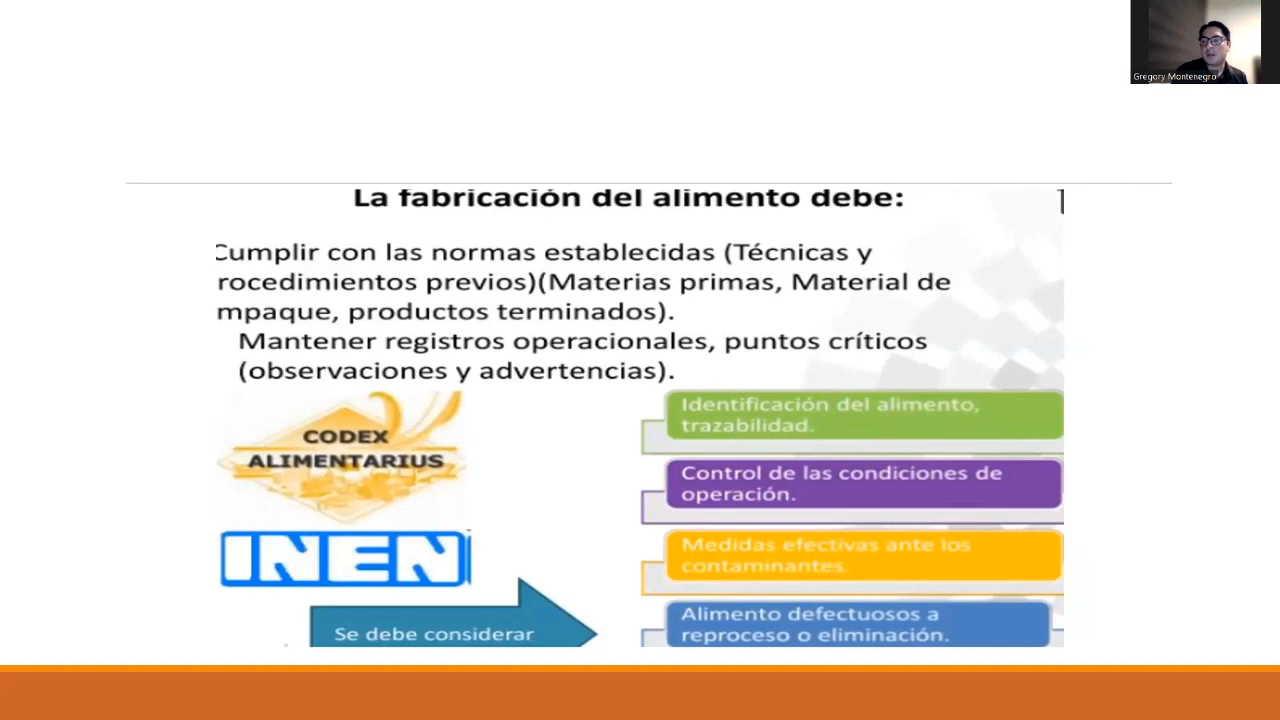 Gregory Montenegro
La fabricación del alimento debe:
Cumplir con las normas establecidas (Técnicas y
rocedimientos previos)(Materias primas, Material de
mpaque, productos terminados).
Mantener registros operacionales, puntos críticos
(observaciones y advertencias).
CODEX
ALIMENTARIUS
INEN
Se debe considerar
Identificación del alimento,
trazabilidad.
Control de las condiciones de
operación.
Medidas efectivas ante los
contaminantes.
Alimento defectuosos a
reproceso o eliminación.